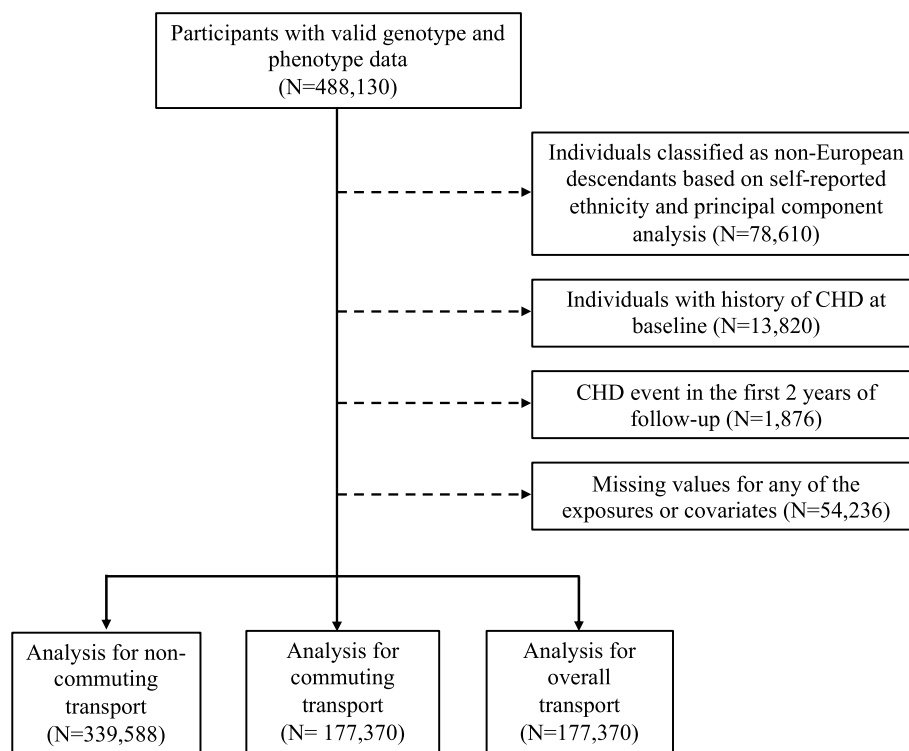 Participants with valid genotype and
phenotype data
(N=488,130)
Individuals classified as non-European
descendants based on self-reported
ethnicity and principal component
analysis (N=78,610)
Individuals with history of CHD at
baseline (N=13,820)
CHD event in the first 2 years of
follow-up (N=1,876)
Missing values for any of the
exposures or covariates (N=54,236)
Analysis for non-
commuting
transport
(N=339,588)
Analysis for
commuting
transport
(N= 177,370)
Analysis for
overall
transport
(N=177,370)